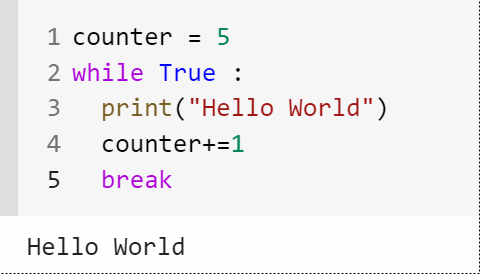 1 counter = 5
2 while True :
3   print("Hello World")
4   counter+=1
5   break
Hello World